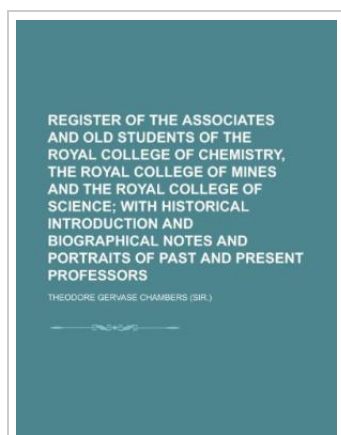 REGISTER OF THE ASSOCIATES
AND OLD STUDENTS OF THE
ROYAL COLLEGE OF CHEMISTRY,
THE ROYAL COLLEGE OF MINES
AND THE ROYAL COLLEGE OF
SCIENCE; WITH HISTORICAL
INTRODUCTION AND
BIOGRAPHICAL NOTES AND
PORTRAITS OF PAST AND PRESENT
PROFESSORS
THEODORE GERVASE CHAMBERS (SIR.)